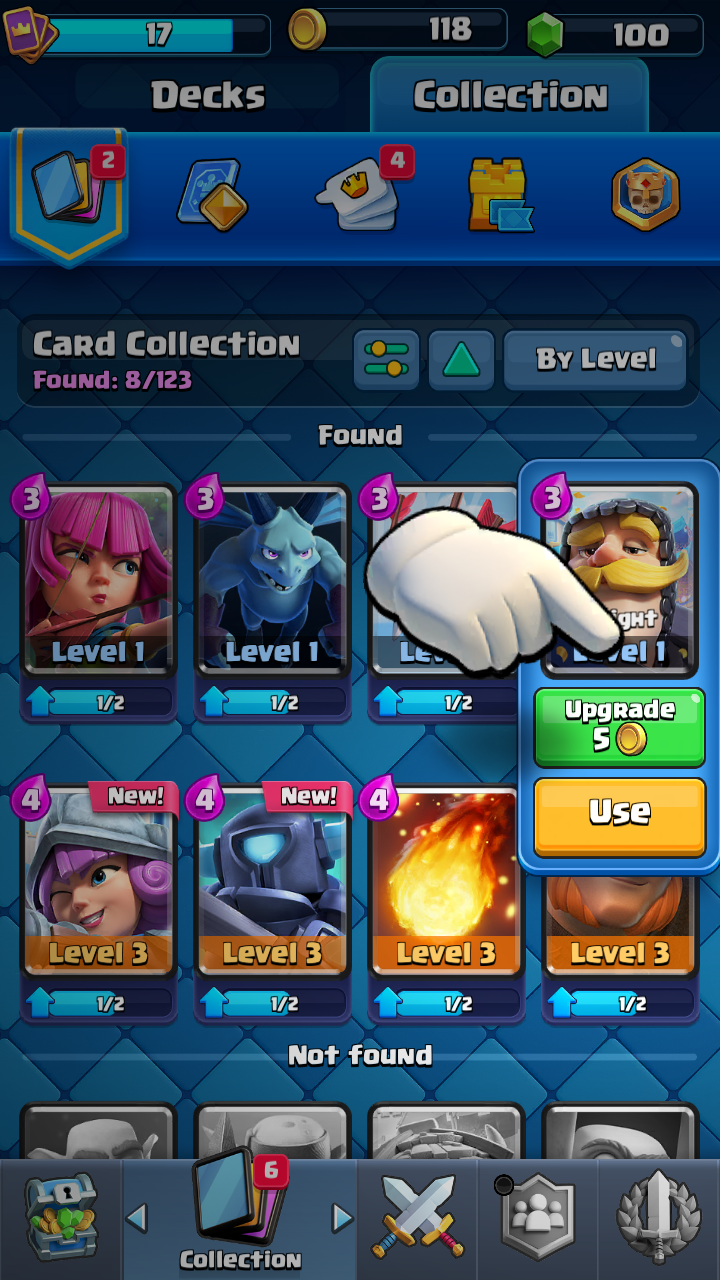 17
118
100
Decks
Collection
2
4
Card Collection
Found: 8/123
By Level
Found
3
3
3
3
Level 1
Level 1
Level 1
1/2
1/2
1/2
Upgrade
5
Use
4
New!
4
New!
4
Level 3
Level 3
Level 3
Level 3
1/2
1/2
1/2
1/2
Not found
6
Collection